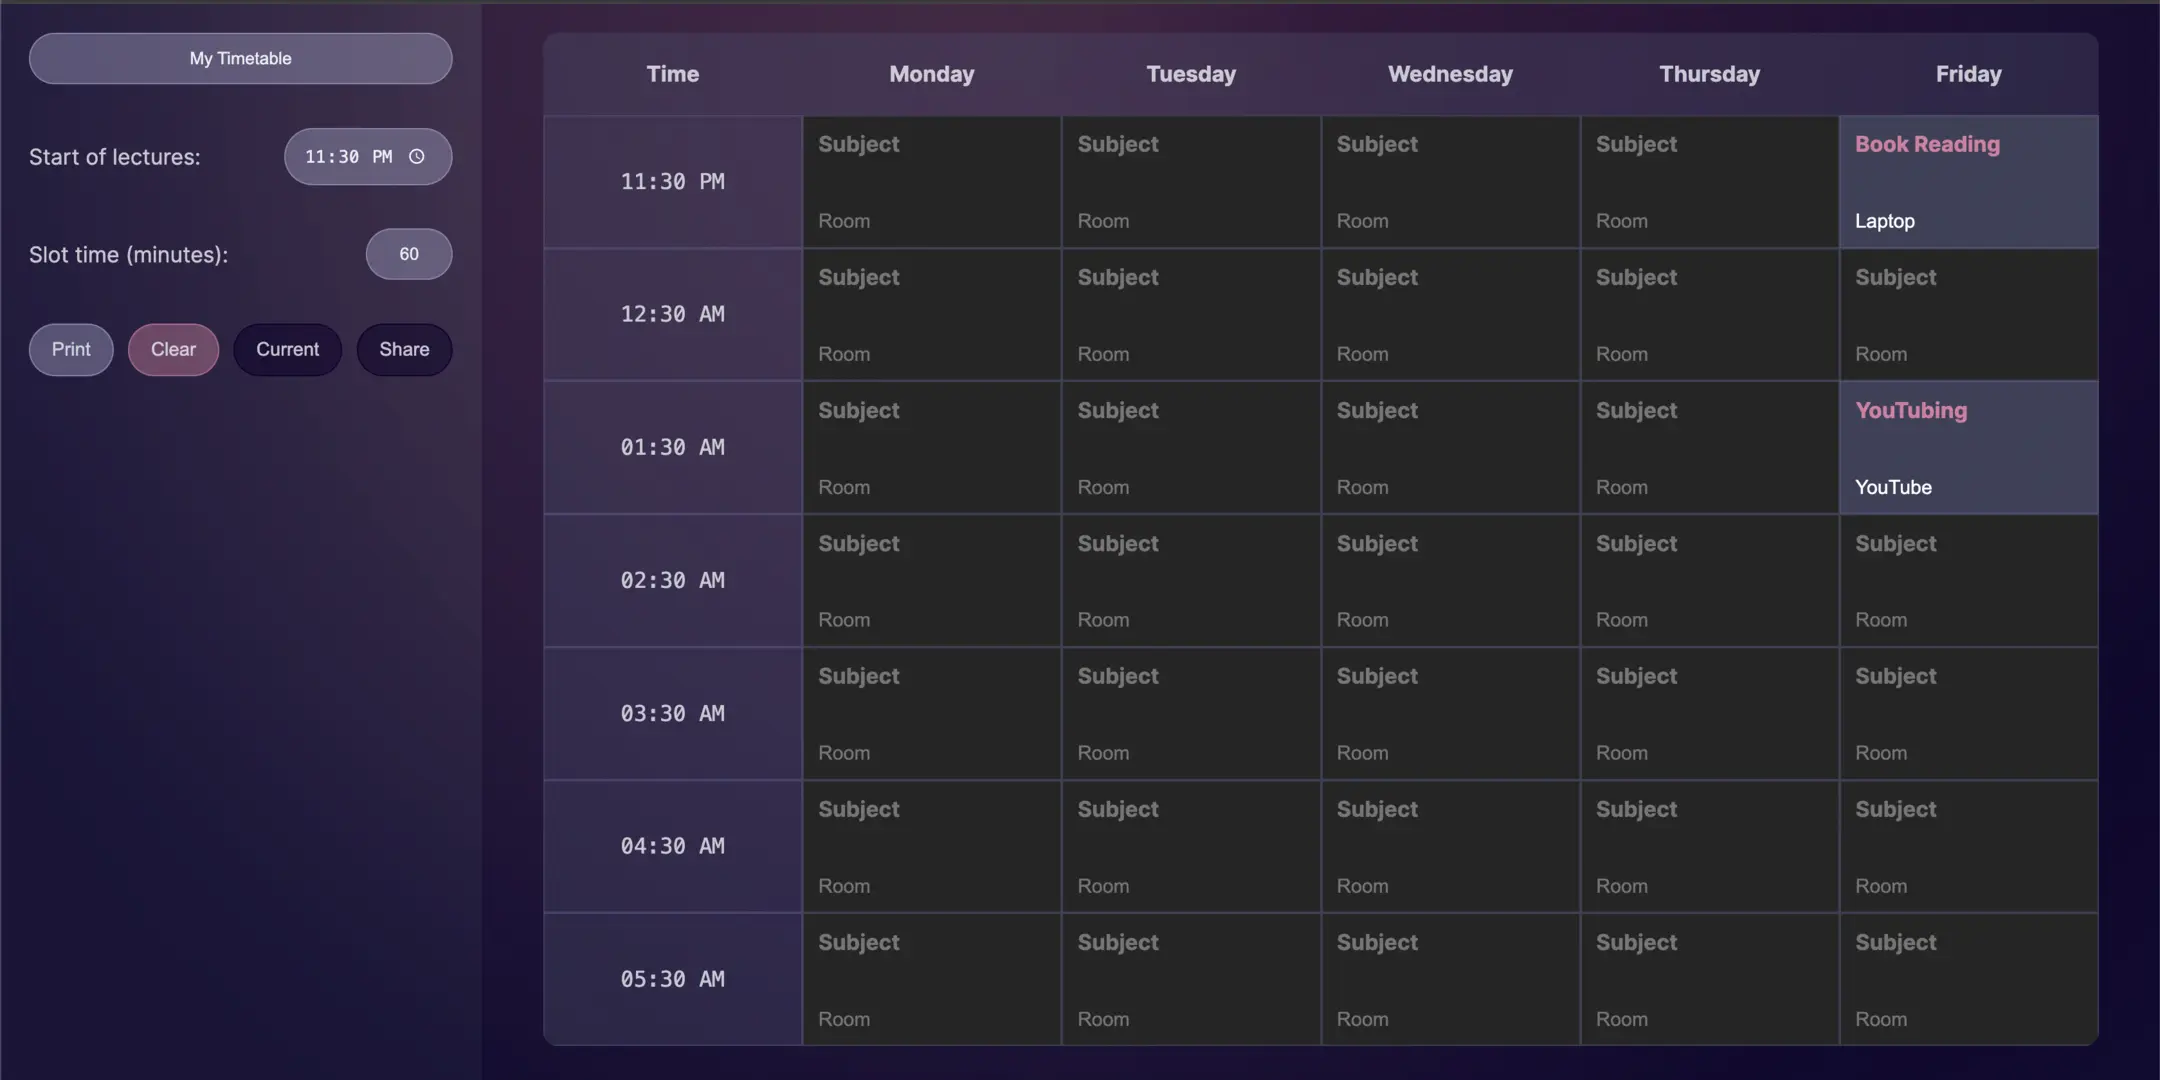 My Timetable
Start of lectures: 11:30 PM
Slot time (minutes): 60
Print Clear Current Share
Time Monday Tuesday Wednesday Thursday Friday
11:30 PM
Subject Subject Subject Subject Book Reading
Room Room Room Room Laptop
12:30 AM
Subject Subject Subject Subject Subject
Room Room Room Room Room
01:30 AM
Subject Subject Subject Subject YouTubing
Room Room Room Room YouTube
02:30 AM
Subject Subject Subject Subject Subject
Room Room Room Room Room
03:30 AM
Subject Subject Subject Subject Subject
Room Room Room Room Room
04:30 AM
Subject Subject Subject Subject Subject
Room Room Room Room Room
05:30 AM
Subject Subject Subject Subject Subject
Room Room Room Room Room